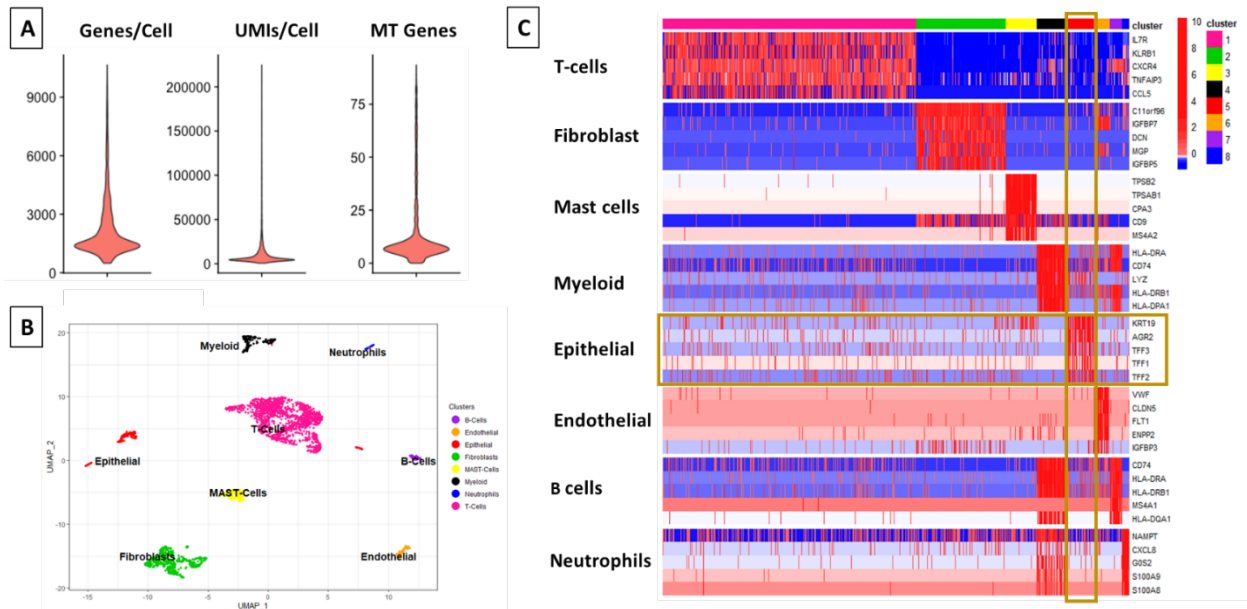 A
Genes/Cell
UMIs/Cell
MT Genes
9000
6000
3000
0
200000
150000
100000
50000
0
75
50
25
0
B
20
10
0
-10
-20
-15
-10
-5
0
5
10
UMAP_1
UMAP_2
Myeloid
Neutrophils
T-Cells
Epithelial
B-Cells
MAST-Cells
Fibroblasts
Endothelial
Clusters
B-Cells
Endothelial
Epithelial
Fibroblasts
MAST-Cells
Myeloid
Neutrophils
T-Cells
C
cluster
T-cells
IL7R
KLRB1
CXCR4
TNFAIP3
CCL5
Fibroblast
C11orf96
IGFBP7
DCN
MGP
IGFBP5
Mast cells
TPSB2
TPSAB1
CPA3
CD9
MS4A2
Myeloid
HLA-DRA
CD74
LYZ
HLA-DRB1
HLA-DPA1
Epithelial
KRT19
AGR2
TFF3
TFF1
TFF2
Endothelial
VWF
CLDN5
FLT1
ENPP2
IGFBP3
B cells
CD74
HLA-DRA
HLA-DRB1
MS4A1
HLA-DQA1
Neutrophils
NAMPT
CXCL8
G0S2
S100A9
S100A8
10
8
6
4
2
0
cluster
1
2
3
4
5
6
7
8